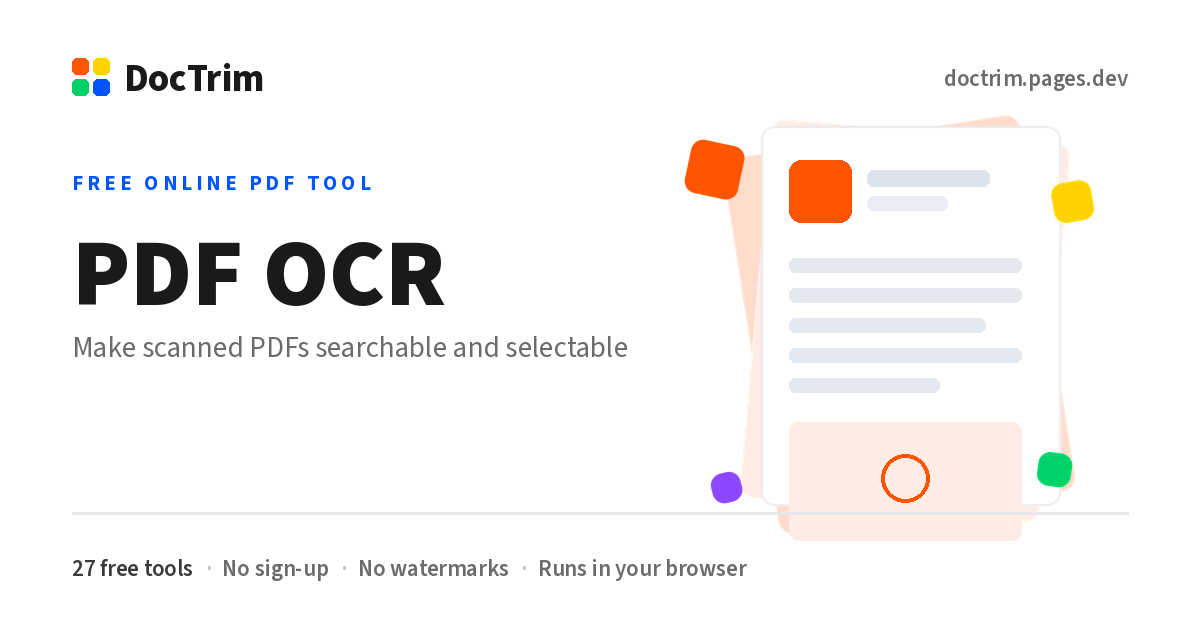 DocTrim
doctrim.pages.dev
FREE ONLINE PDF TOOL
PDF OCR
Make scanned PDFs searchable and selectable
27 free tools · No sign-up · No watermarks · Runs in your browser